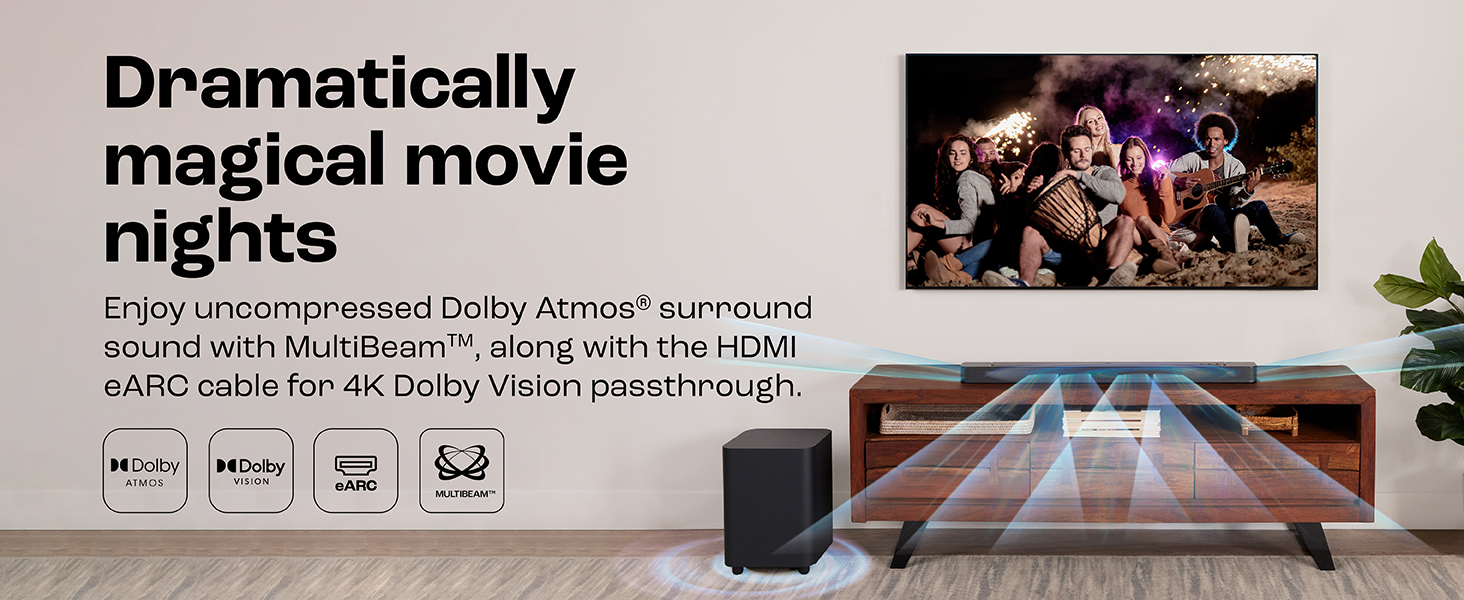 Dramatically
magical movie
nights
Enjoy uncompressed Dolby Atmos® surround
sound with MultiBeam™, along with the HDMI
eARC cable for 4K Dolby Vision passthrough.
Dolby
ATMOS
Dolby
VISION
eARC
MULTIBEAM™